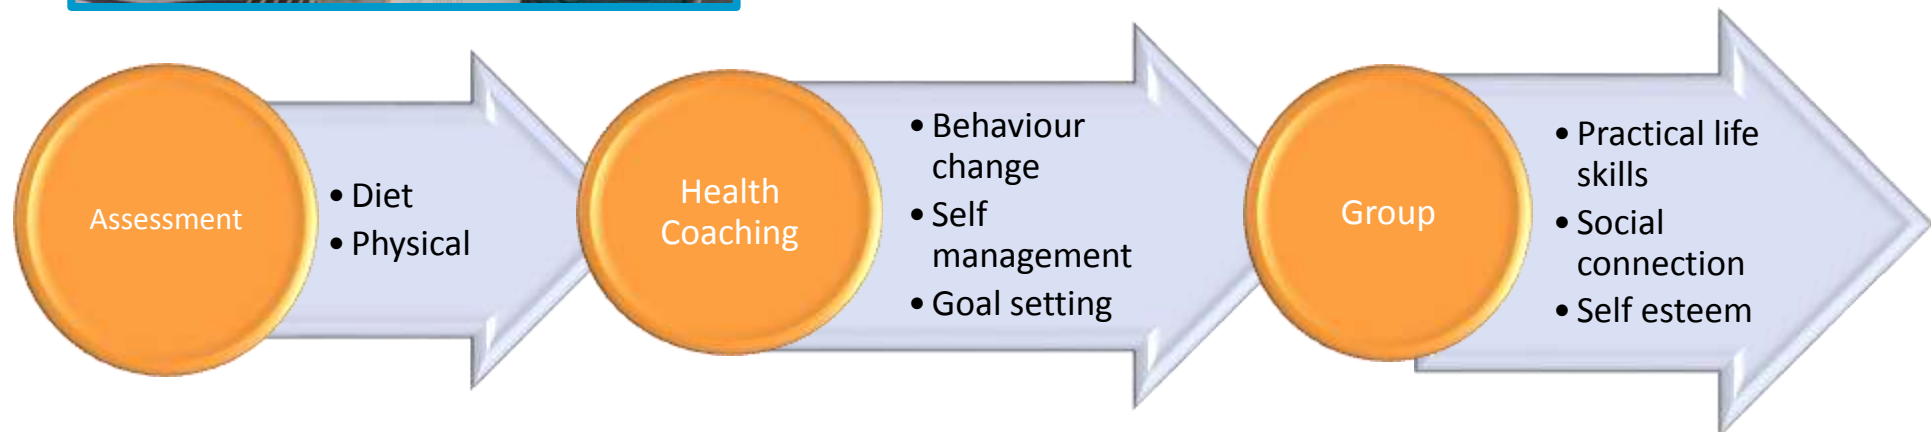 Assessment
• Diet
• Physical
Health
Coaching
• Behaviour
change
• Self
management
• Goal setting
Group
• Practical life
skills
• Social
connection
• Self esteem